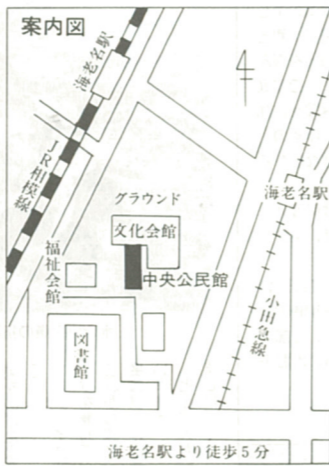 案内図
海老名駅
JR相模線
グラウンド
文化会館
海老名駅
福祉会館
中央公民館
小田急線
図書館
海老名駅より徒歩5分